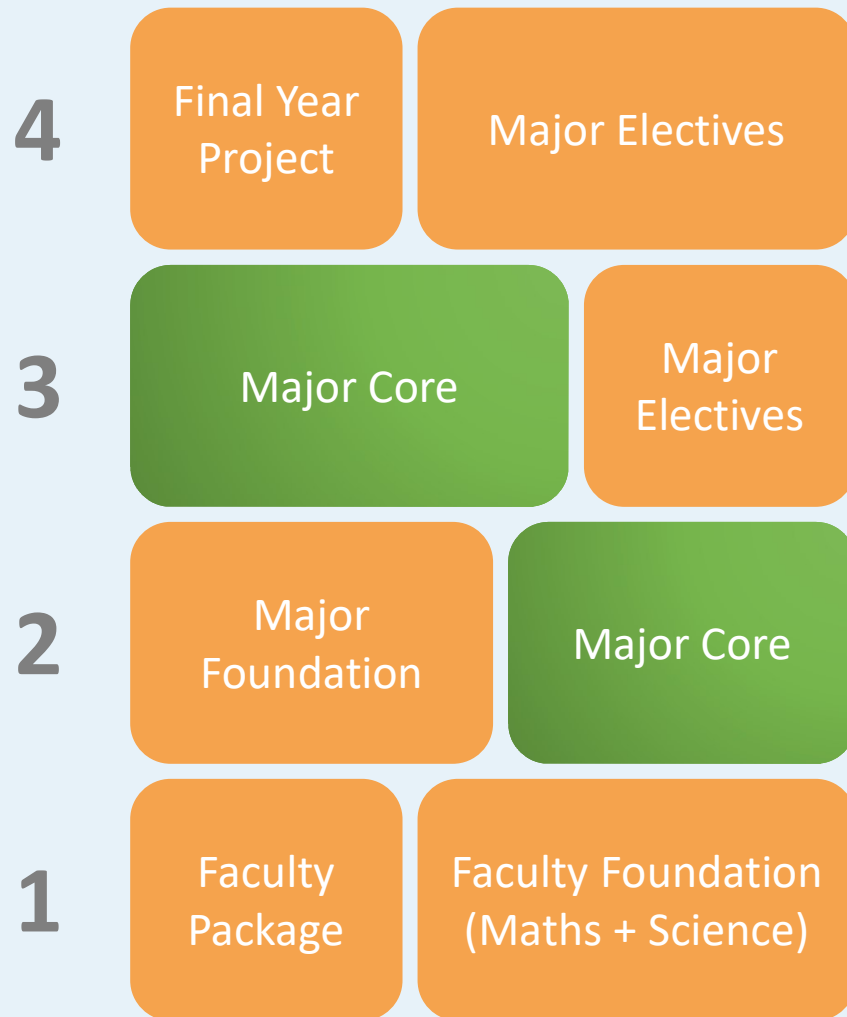 4
Final Year
Project
Major Electives
3
Major Core
Major
Electives
2
Major
Foundation
Major Core
1
Faculty
Package
Faculty Foundation
(Maths + Science)